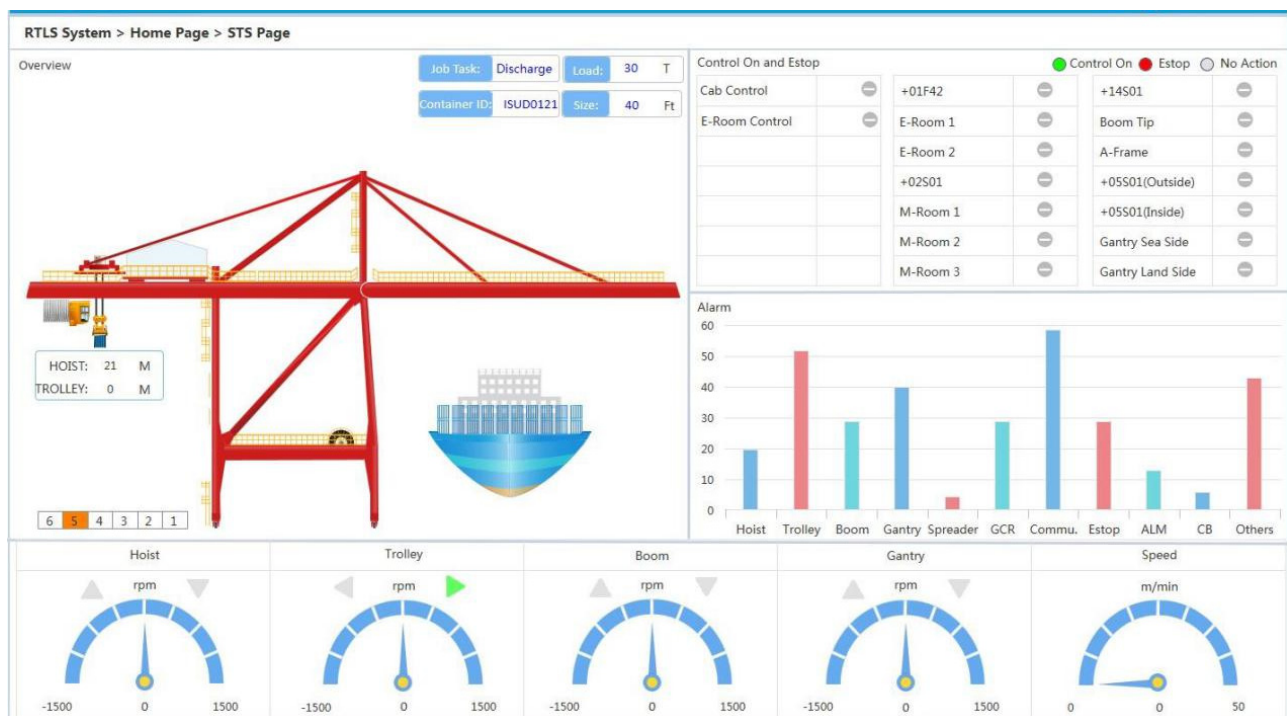 RTLS System > Home Page > STS Page
Overview
Job Task: Discharge Load: 30 T
Container ID: ISUD0121 Size: 40 Ft
HOIST: 21 M
TROLLEY: 0 M
6 5 4 3 2 1
Control On and Estop Control On Estop No Action
Cab Control +01F42 +14S01
E-Room Control E-Room 1 Boom Tip
E-Room 2 A-Frame
+02S01 +05S01(Outside)
M-Room 1 +05S01(Inside)
M-Room 2 Gantry Sea Side
M-Room 3 Gantry Land Side
Alarm
60
50
40
30
20
10
0
Hoist Trolley Boom Gantry Spreader GCR Commu. Estop ALM CB Others
Hoist Trolley Boom Gantry Speed
rpm rpm rpm rpm m/min
-1500 0 1500 -1500 0 1500 -1500 0 1500 -1500 0 1500 0 0 50